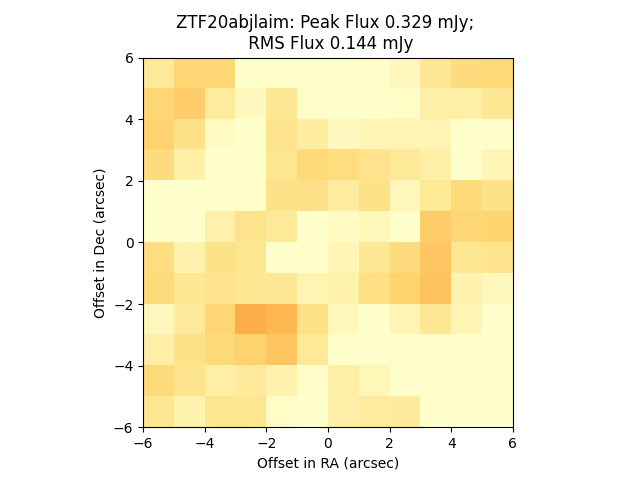 ZTF20abjlaim: Peak Flux 0.329 mJy;
RMS Flux 0.144 mJy
6
4
2
0
−2
−4
−6
Offset in Dec (arcsec)
−6 −4 −2 0 2 4 6
Offset in RA (arcsec)